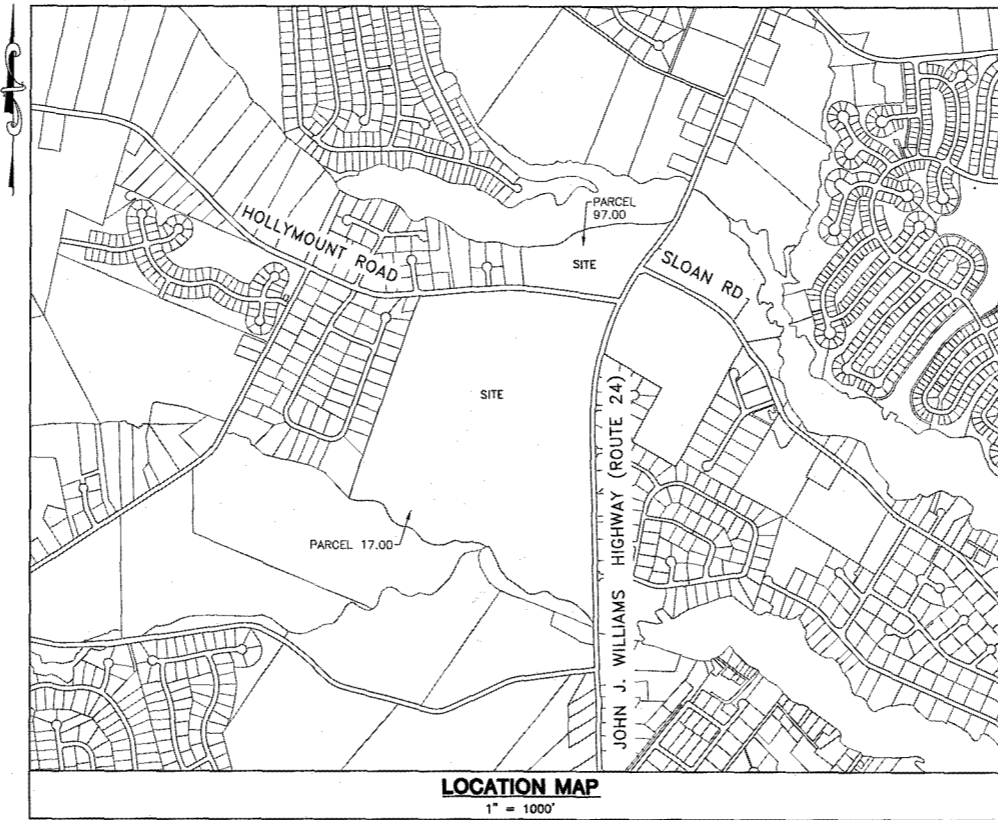 PARCEL
97.00
HOLLYMOUNT ROAD
SITE
SLOAN RD.
SITE
JOHN J. WILLIAMS HIGHWAY (ROUTE 24)
PARCEL 17.00
LOCATION MAP
1" = 1000'